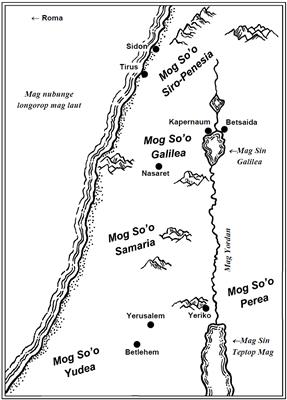 ← Roma
Sidon
Mog So'o
Siro-Penesia
Tirus
Mag nubunge
longorop mag laut
Kapernaum
Betsaida
Mog So'o
Galilea
←Mag Sin
Galilea
Nasaret
Mog So'o
Samaria
Mag Yordan
Mog So'o
Perea
Yeriko
Yerusalem
←Mag Sin
Teptop Mag
Betlehem
Mog So'o
Yudea